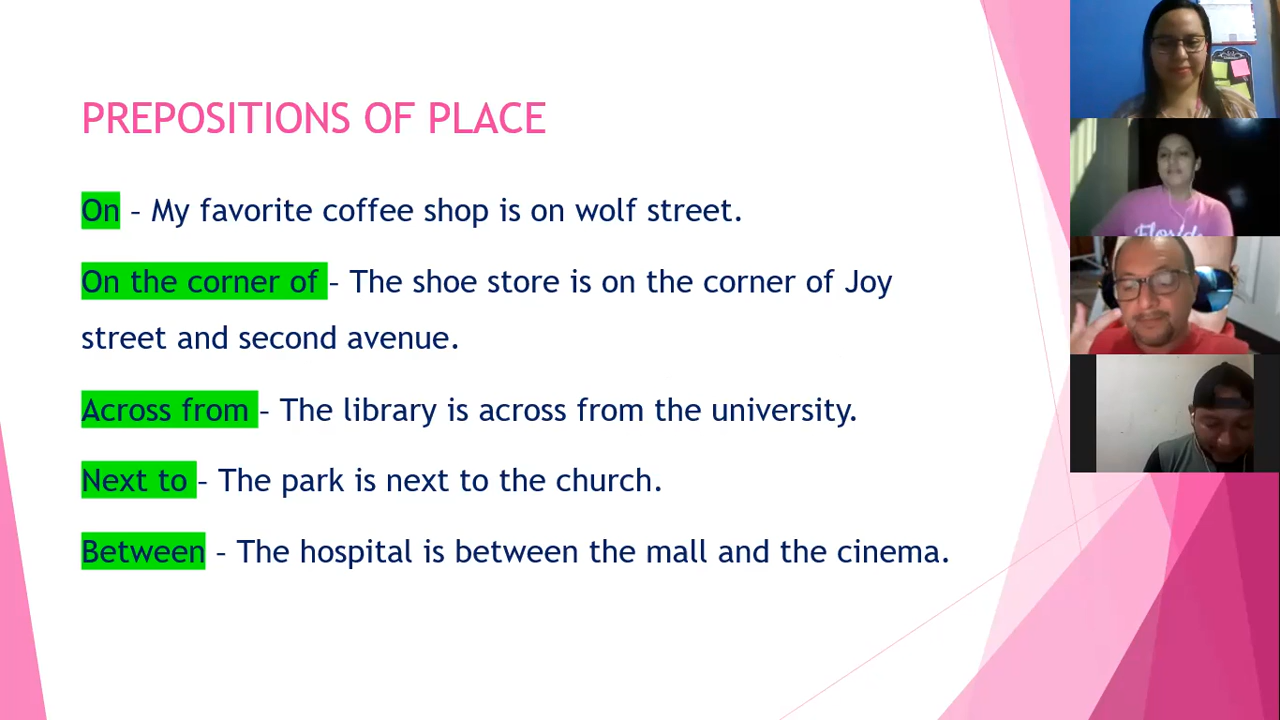 PREPOSITIONS OF PLACE
On – My favorite coffee shop is on wolf street.
On the corner of – The shoe store is on the corner of Joy
street and second avenue.
Across from – The library is across from the university.
Next to – The park is next to the church.
Between – The hospital is between the mall and the cinema.
Florida